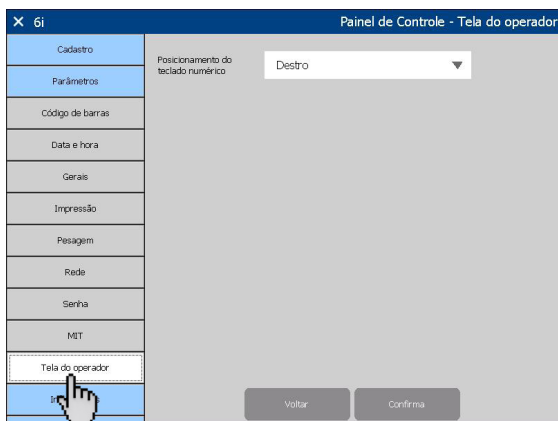 ✕ 6i
Painel de Controle - Tela do operador
Cadastro
Parâmetros
Código de barras
Data e hora
Gerais
Impressão
Pesagem
Rede
Senha
MIT
Tela do operador
Posicionamento do
teclado numérico
Destro
Voltar
Confirma